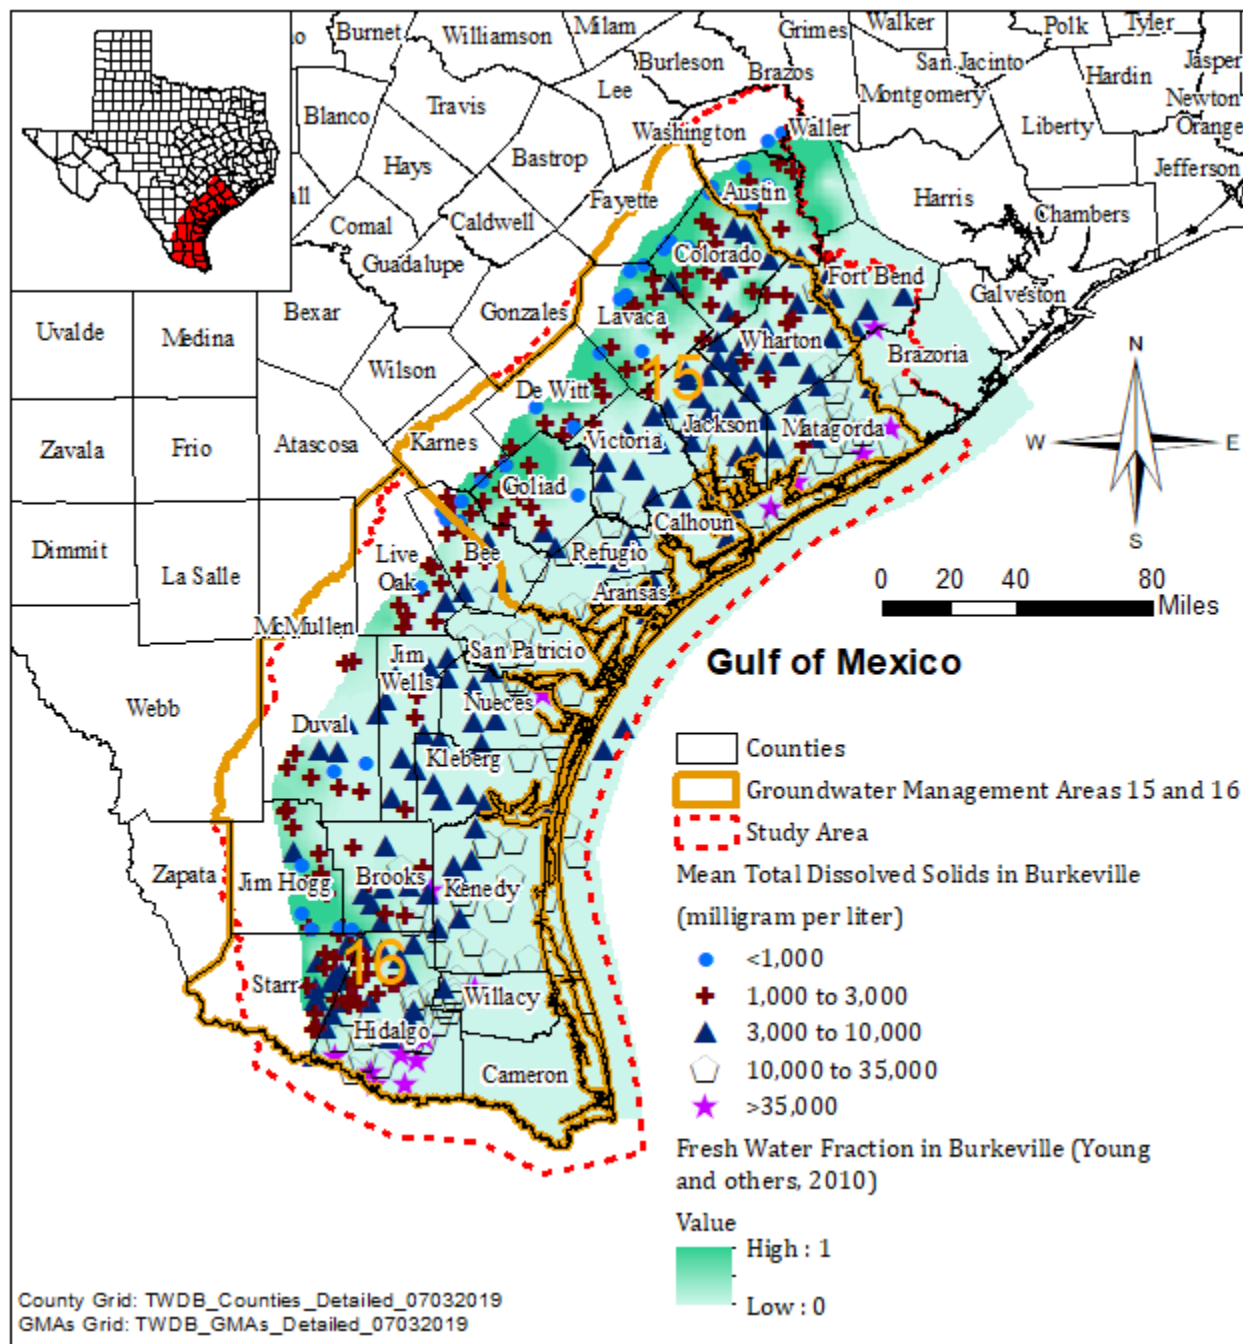 Burnet
Williamson
Milam
Grimes
Walker
Polk
Tyler
Burleson
San Jacinto
Jasper
Brazos
Hardin
Lee
Montgomery
Newton
Blanco
Travis
Liberty
Orange
Washington
Waller
Bastrop
Hays
Jefferson
Austin
Harris
Fayette
Caldwell
Chambers
Comal
Colorado
Guadalupe
Fort Bend
Galveston
Bexar
Gonzales
Lavaca
Uvalde
Medina
Wharton
Brazoria
N
Wilson
15
De Witt
Jackson
Matagorda
Victoria
Karnes
W
E
Zavala
Frio
Atascosa
Goliad
Calhoun
S
Dimmit
La Salle
Live
Oak
Bee
Refugio
Aransas
0 20 40 80
Miles
McMullen
San Patricio
Jim
Wells
Gulf of Mexico
Webb
Nueces
Duval
Kleberg
Counties
Groundwater Management Areas 15 and 16
Study Area
Zapata
Jim Hogg
Brooks
Kenedy
Mean Total Dissolved Solids in Burkeville
(milligram per liter)
16
<1,000
Starr
Willacy
1,000 to 3,000
Hidalgo
3,000 to 10,000
Cameron
10,000 to 35,000
>35,000
Fresh Water Fraction in Burkeville (Young
and others, 2010)
Value
High : 1
Low : 0
County Grid: TWDB_Counties_Detailed_07032019
GMAs Grid: TWDB_GMAs_Detailed_07032019